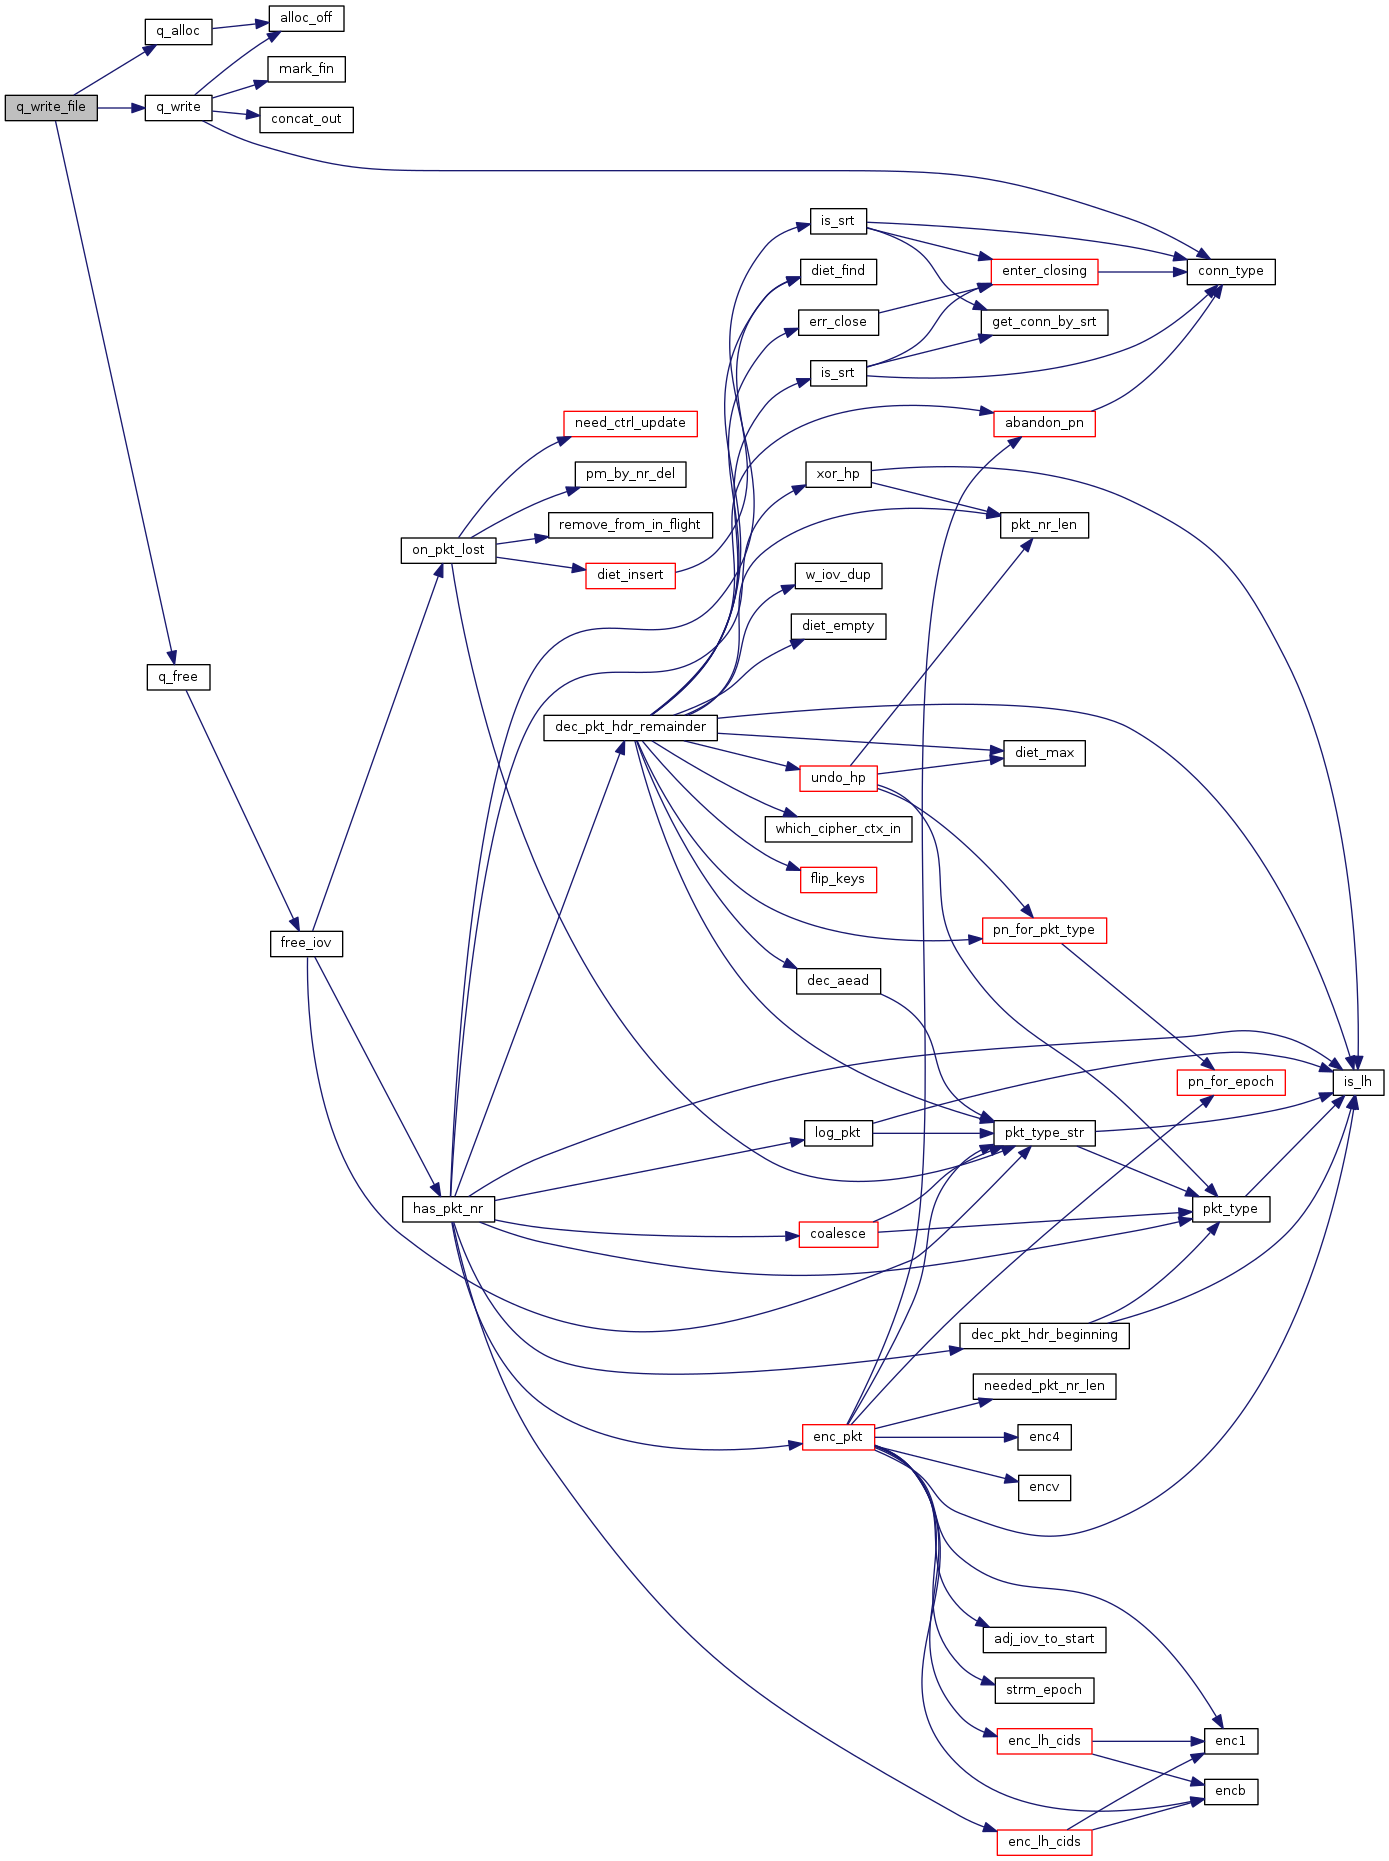 alloc_off
q_alloc
mark_fin
q_write_file
q_write
concat_out
is_srt
diet_find
enter_closing
conn_type
err_close
get_conn_by_srt
is_srt
need_ctrl_update
abandon_pn
pm_by_nr_del
xor_hp
remove_from_in_flight
pkt_nr_len
on_pkt_lost
diet_insert
w_iov_dup
diet_empty
q_free
dec_pkt_hdr_remainder
diet_max
undo_hp
which_cipher_ctx_in
flip_keys
pn_for_pkt_type
free_iov
dec_aead
pn_for_epoch
is_lh
log_pkt
pkt_type_str
has_pkt_nr
pkt_type
coalesce
dec_pkt_hdr_beginning
needed_pkt_nr_len
enc_pkt
enc4
encv
adj_iov_to_start
strm_epoch
enc_lh_cids
enc1
encb
enc_lh_cids